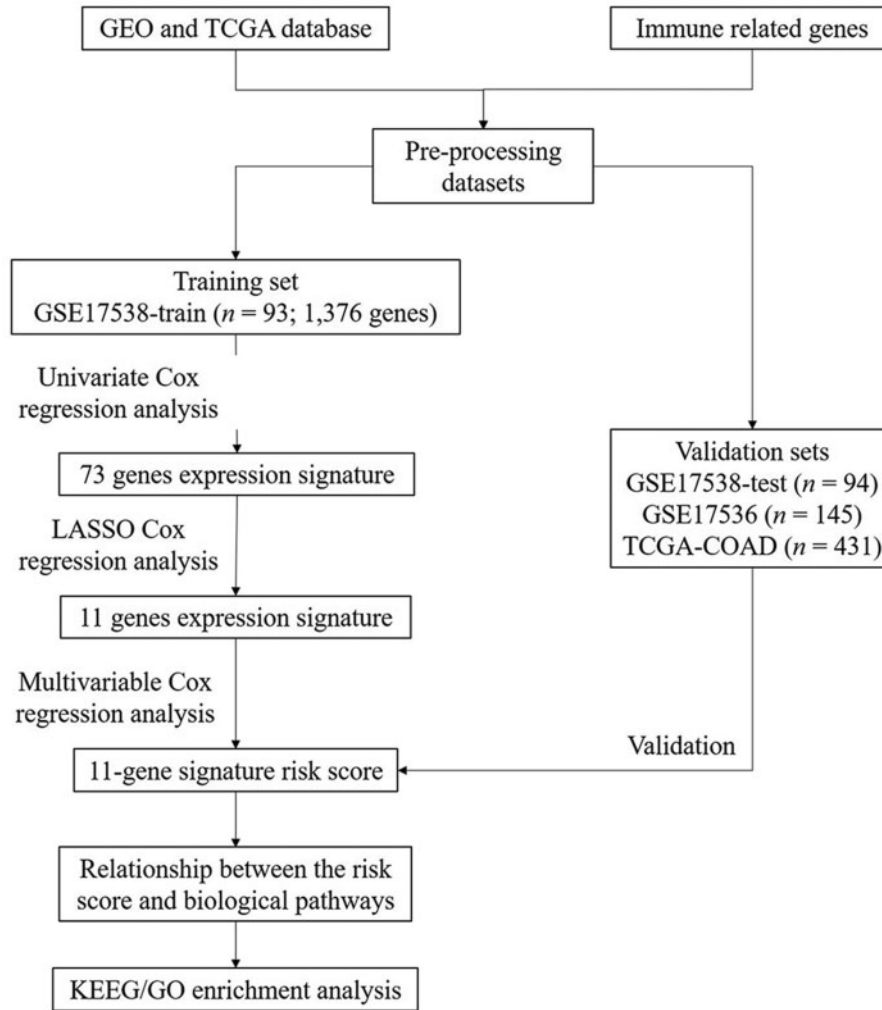 GEO and TCGA database
Immune related genes
Pre-processing
datasets
Training set
GSE17538-train (n = 93; 1,376 genes)
Univariate Cox
regression analysis
73 genes expression signature
LASSO Cox
regression analysis
11 genes expression signature
Multivariable Cox
regression analysis
Validation sets
GSE17538-test (n = 94)
GSE17536 (n = 145)
TCGA-COAD (n = 431)
Validation
11-gene signature risk score
Relationship between the risk
score and biological pathways
KEEG/GO enrichment analysis